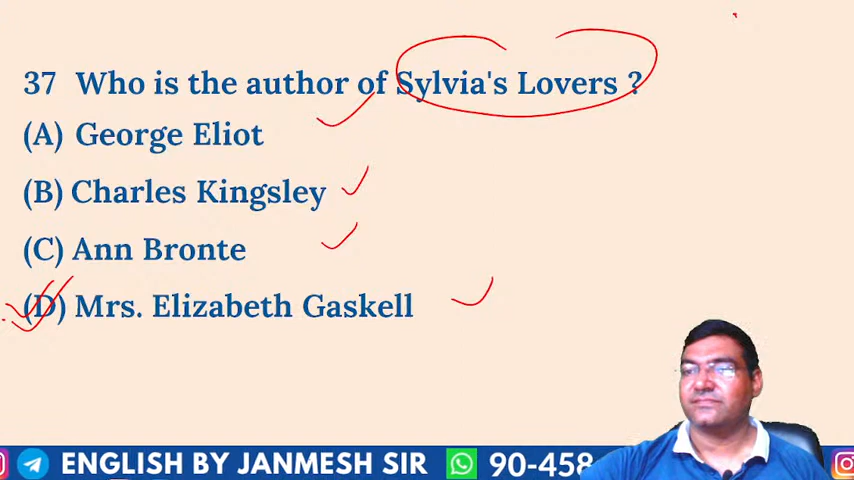 37 Who is the author of Sylvia's Lovers ?
(A) George Eliot
(B) Charles Kingsley
(C) Ann Bronte
(D) Mrs. Elizabeth Gaskell
ENGLISH BY JANMESH SIR 90-458